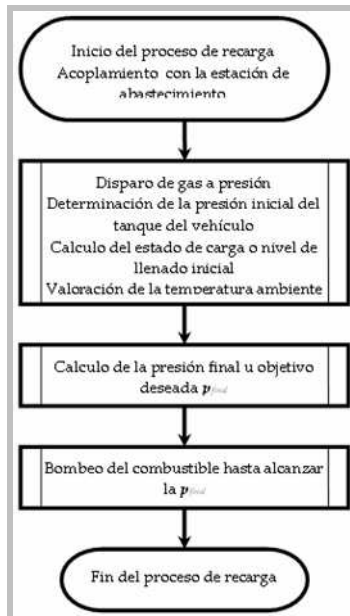 Inicio del proceso de recarga
Acoplamiento con la estación de
abastecimiento
Disparo de gas a presión
Determinación de la presión inicial del
tanque del vehículo
Calculo del estado de carga o nivel de
llenado inicial
Valoración de la temperatura ambiente
Calculo de la presión final u objetivo
deseada p final
Bombeo del combustible hasta alcanzar
la p final
Fin del proceso de recarga